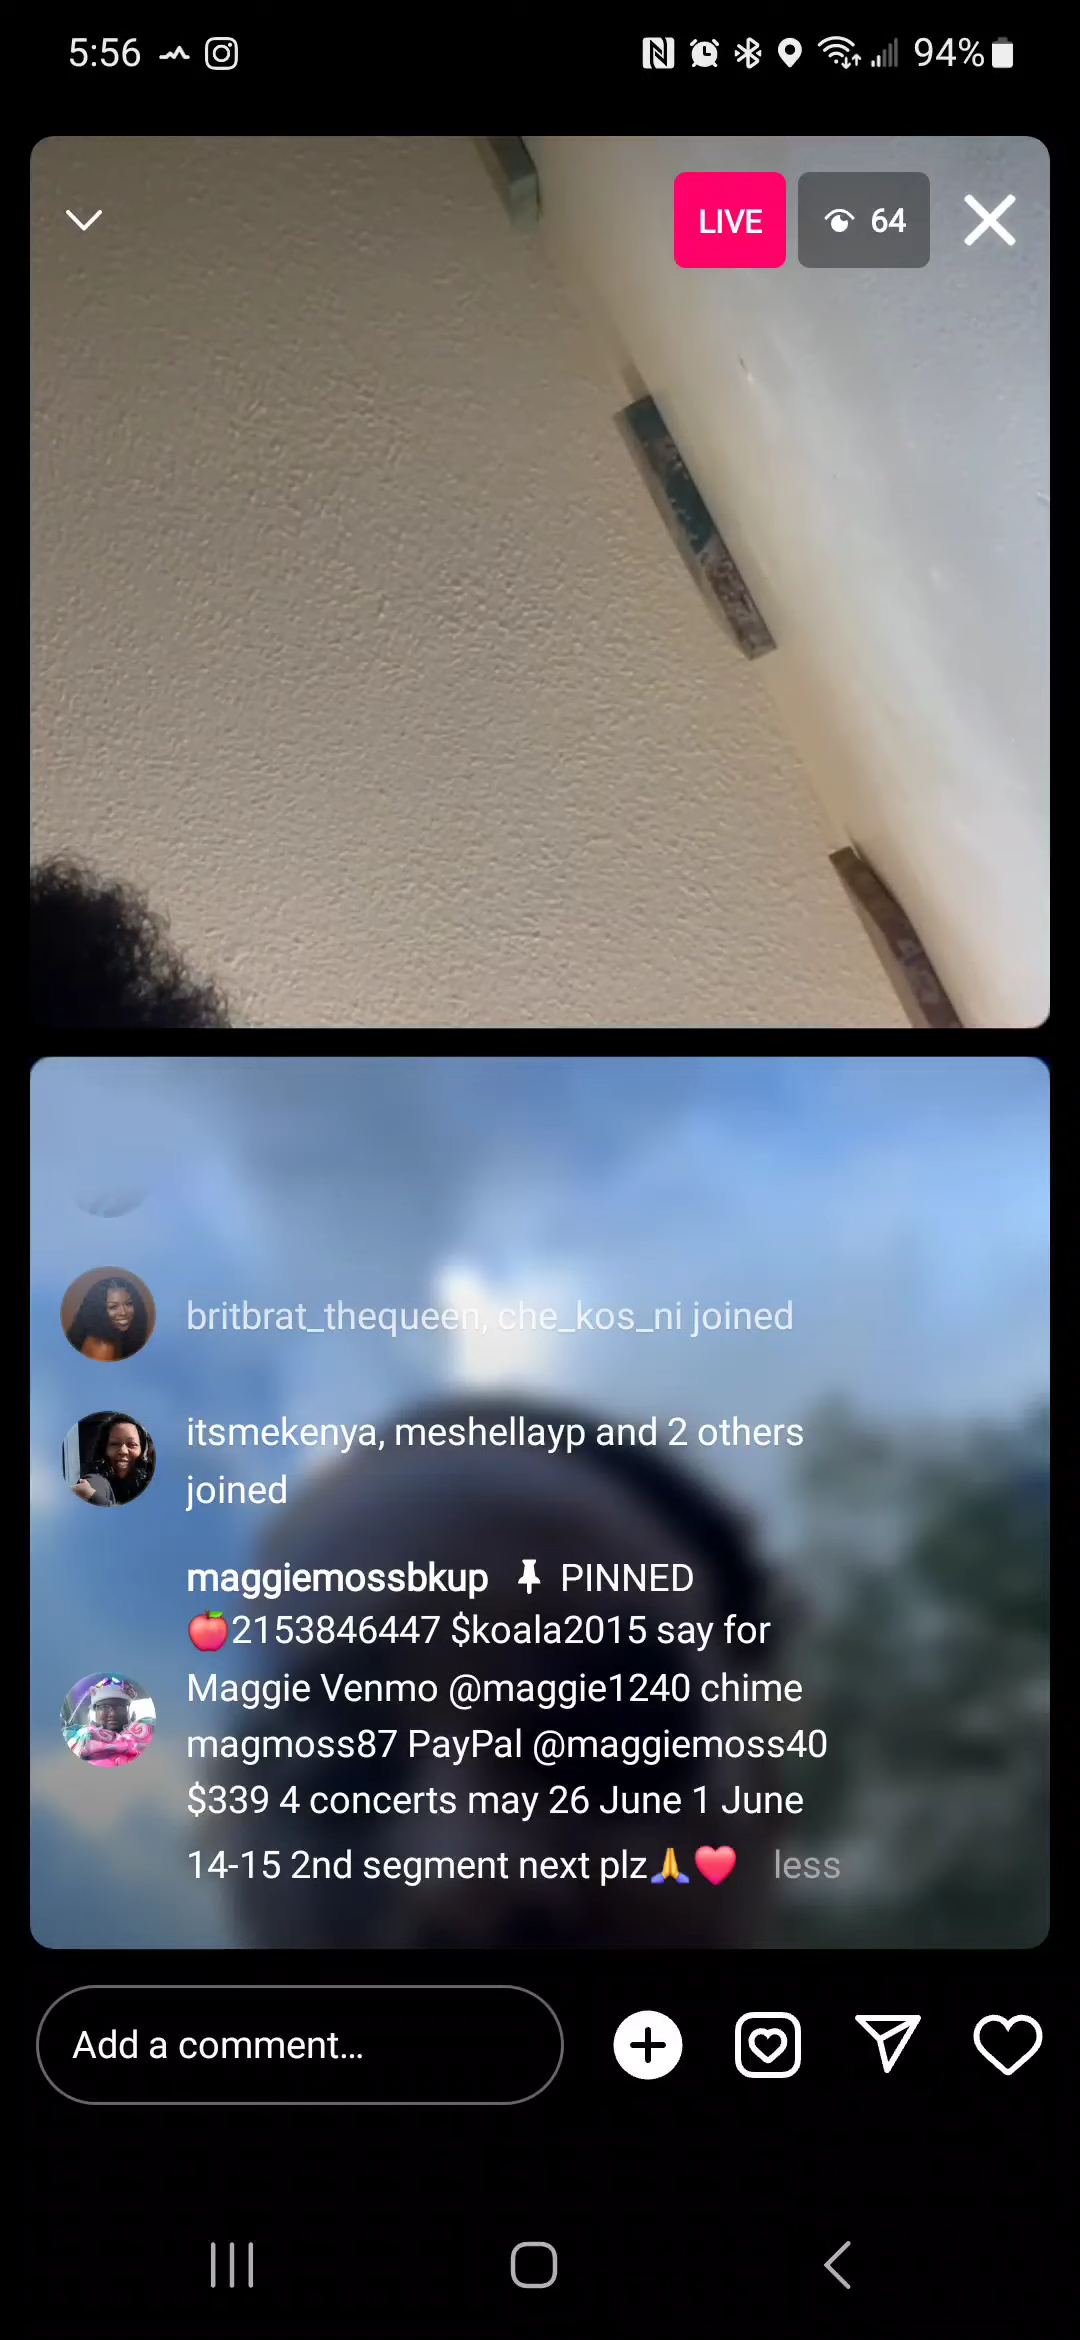 5:56
94%
LIVE
64
britbrat_thequeen, che_kos_ni joined
itsmekenya, meshellayp and 2 others
joined
maggiemossbkup 📌 PINNED
🍎2153846447 $koala2015 say for
Maggie Venmo @maggie1240 chime
magmoss87 PayPal @maggiemoss40
$339 4 concerts may 26 June 1 June
14-15 2nd segment next plz🙏❤️ less
Add a comment...